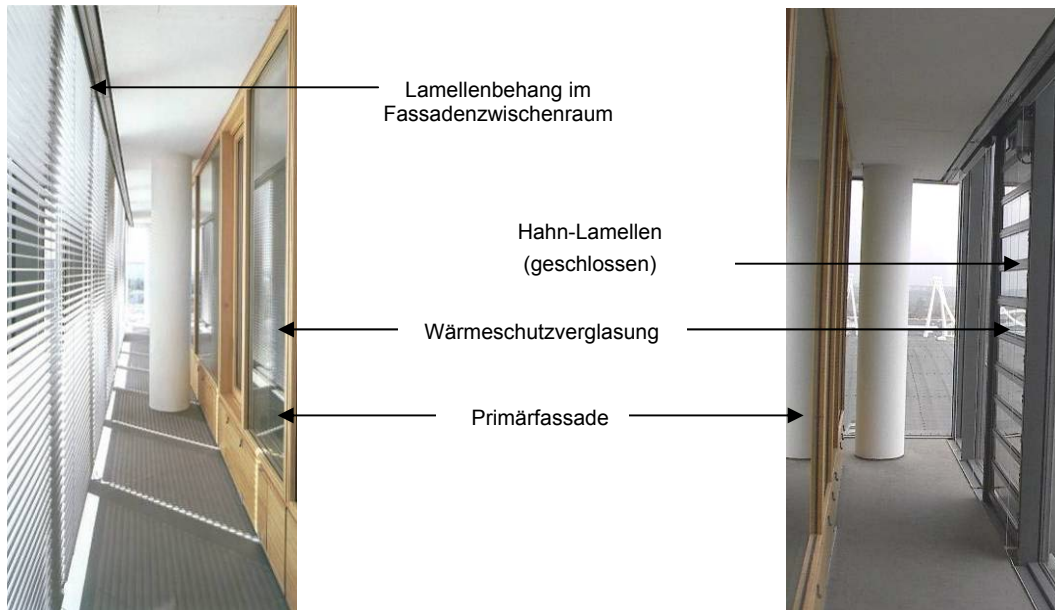 Lamellenbehang im
Fassadenzwischenraum
Hahn-Lamellen
(geschlossen)
Wärmeschutzverglasung
Primärfassade